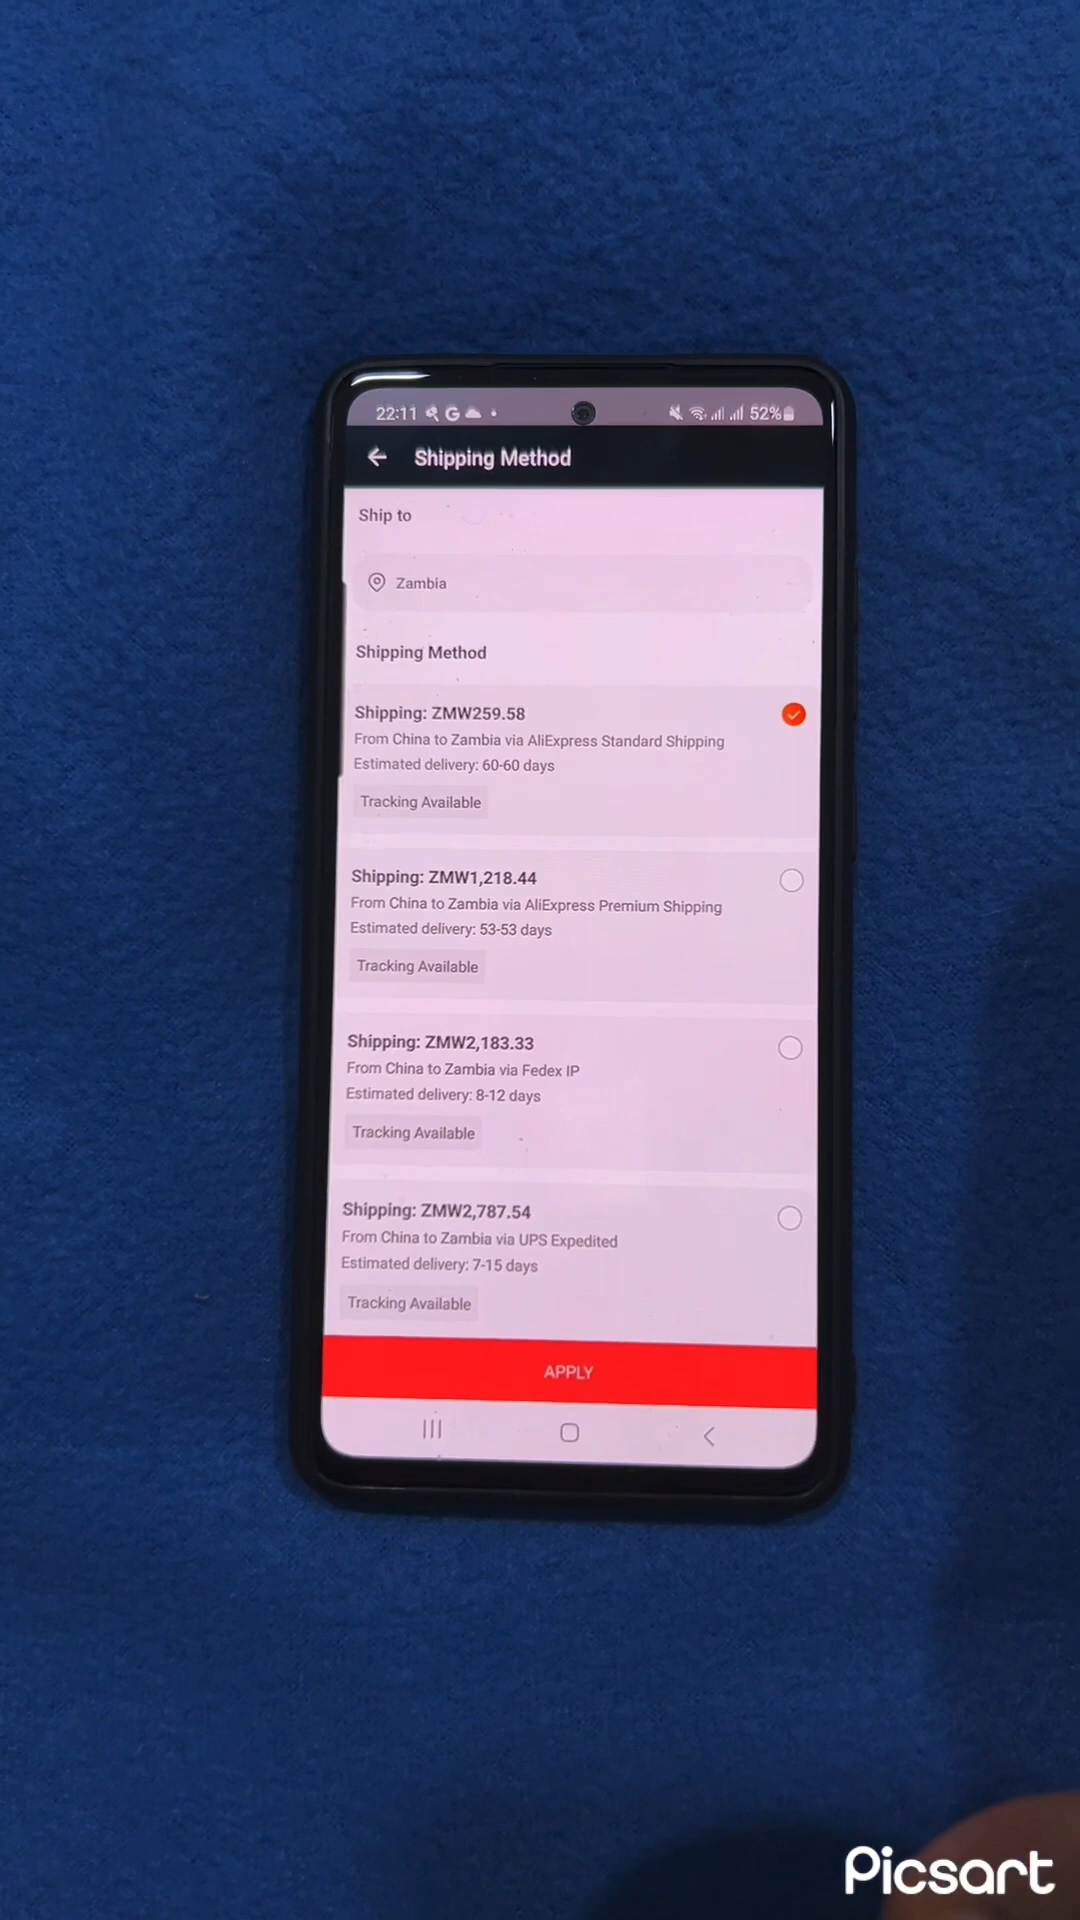 22:11 G 52%
Shipping Method
Ship to
Zambia
Shipping Method
Shipping: ZMW259.58
From China to Zambia via AliExpress Standard Shipping
Estimated delivery: 60-60 days
Tracking Available
Shipping: ZMW1,218.44
From China to Zambia via AliExpress Premium Shipping
Estimated delivery: 53-53 days
Tracking Available
Shipping: ZMW2,183.33
From China to Zambia via Fedex IP
Estimated delivery: 8-12 days
Tracking Available
Shipping: ZMW2,787.54
From China to Zambia via UPS Expedited
Estimated delivery: 7-15 days
Tracking Available
APPLY
Picsart